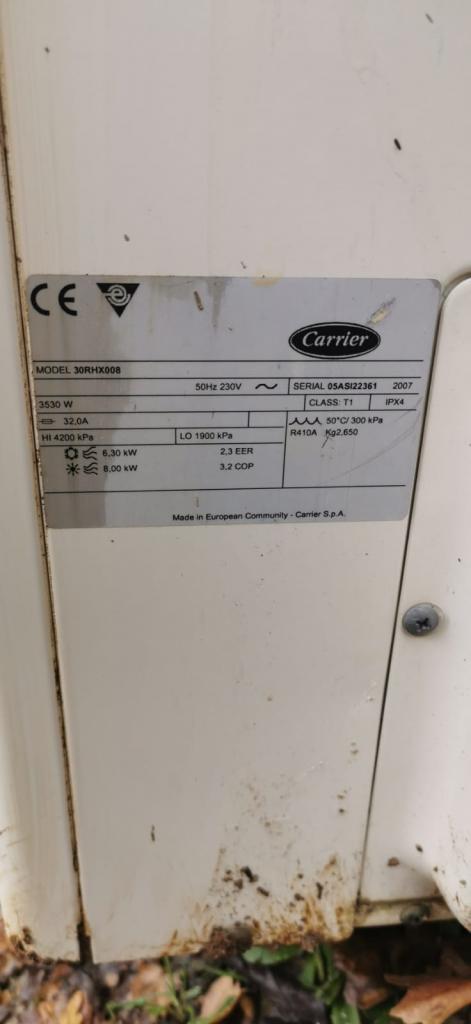 CE e
Carrier
MODEL 30RHX008
50Hz 230V SERIAL 05ASI22361 2007
3530 W CLASS: T1 IPX4
32,0A 50°C/ 300 kPa
HI 4200 kPa LO 1900 kPa R410A Kg2,650
6,30 kW 2,3 EER
8,00 kW 3,2 COP
Made in European Community - Carrier S.p.A.